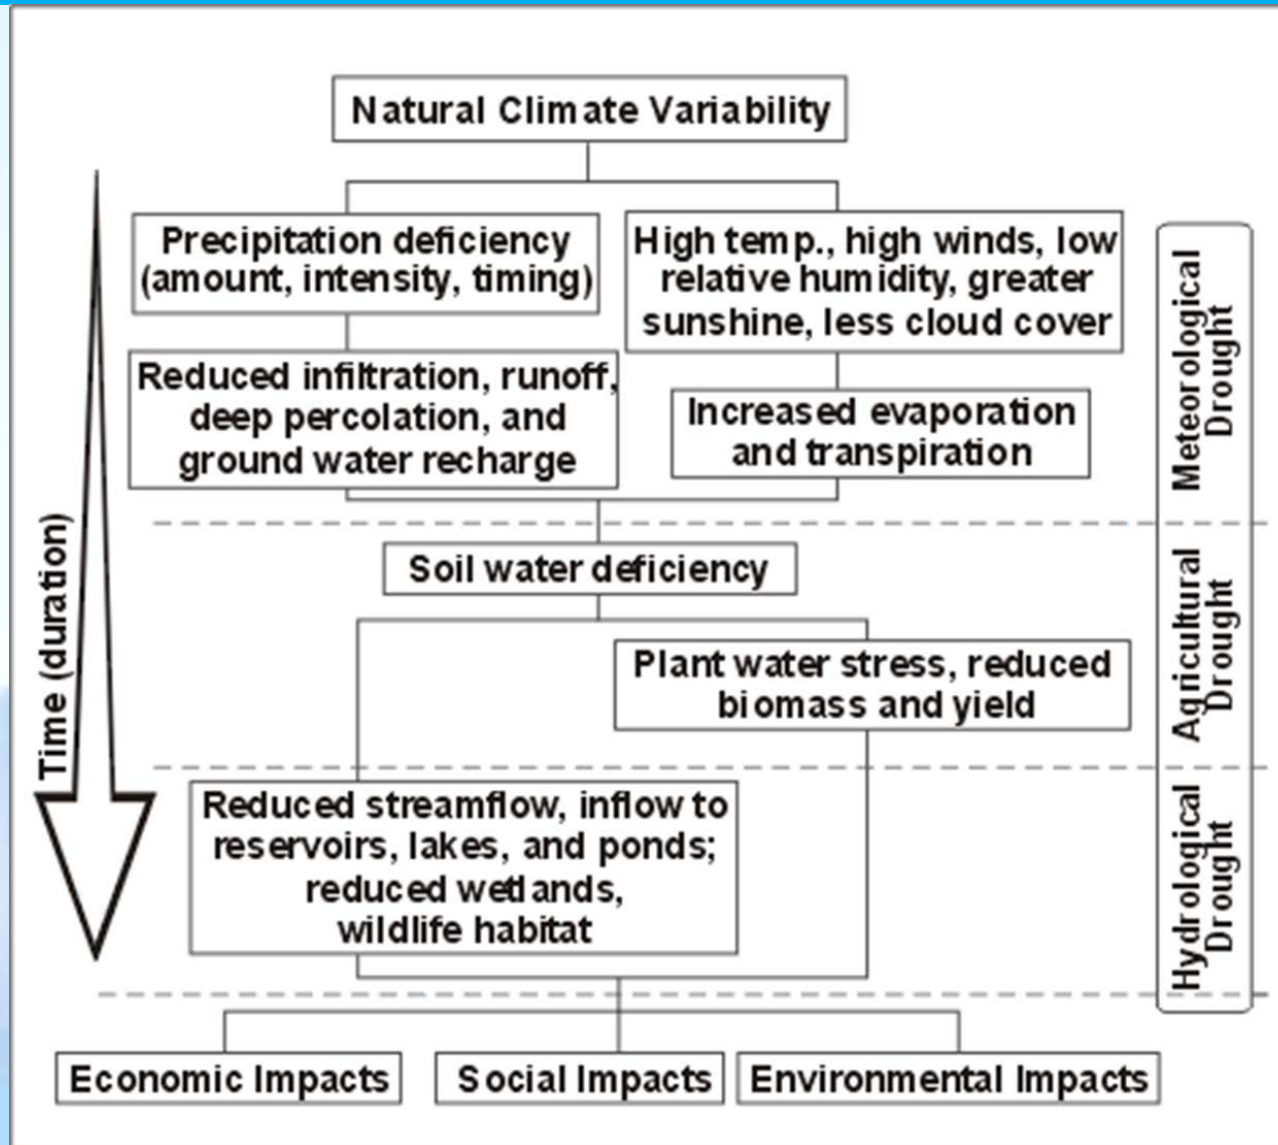 Natural Climate Variability
Precipitation deficiency
(amount, intensity, timing)
High temp., high winds, low
relative humidity, greater
sunshine, less cloud cover
Reduced infiltration, runoff,
deep percolation, and
ground water recharge
Increased evaporation
and transpiration
Meteorological
Drought
Time (duration)
Soil water deficiency
Plant water stress, reduced
biomass and yield
Agricultural
Drought
Reduced streamflow, inflow to
reservoirs, lakes, and ponds;
reduced wetlands,
wildlife habitat
Hydrological
Drought
Economic Impacts
Social Impacts
Environmental Impacts